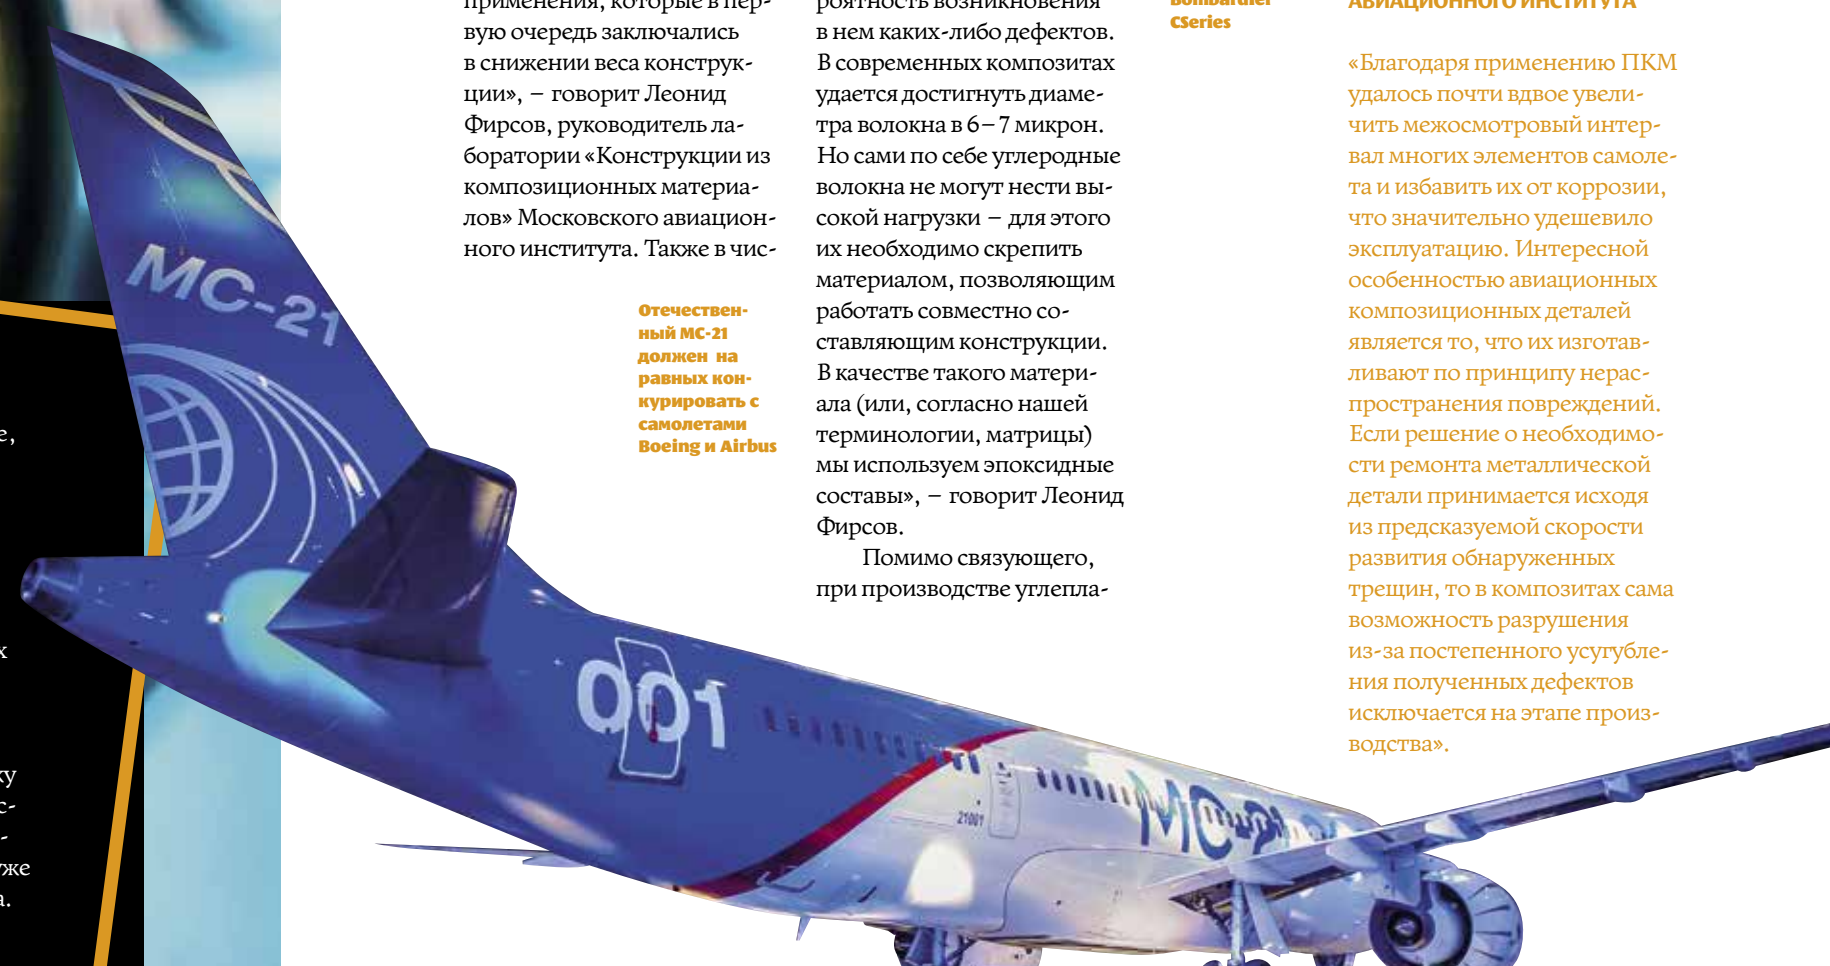 е,
х
ку
с-
-
уже
а.
применения, которые в пер-
вую очередь заключались
в снижении веса конструк-
ции», – говорит Леонид
Фирсов, руководитель ла-
боратории «Конструкции из
композиционных материа-
лов» Московского авиацион-
ного института. Также в чис-
Отечествен-
ный МС-21
должен на
равных кон-
курировать с
самолетами
Boeing и Airbus
роятность возникновения
в нем каких-либо дефектов.
В современных композитах
удается достигнуть диаме-
тра волокна в 6–7 микрон.
Но сами по себе углеродные
волокна не могут нести вы-
сокой нагрузки – для этого
их необходимо скрепить
материалом, позволяющим
работать совместно со-
ставляющим конструкции.
В качестве такого матери-
ала (или, согласно нашей
терминологии, матрицы)
мы используем эпоксидные
составы», – говорит Леонид
Фирсов.
Помимо связующего,
при производстве углепла-
Bombardier
CSeries
АВИАЦИОННОГО ИНСТИТУТА
«Благодаря применению ПКМ
удалось почти вдвое увели-
чить межосмотровый интер-
вал многих элементов самоле-
та и избавить их от коррозии,
что значительно удешевило
эксплуатацию. Интересной
особенностью авиационных
композиционных деталей
является то, что их изготав-
ливают по принципу нерас-
пространения повреждений.
Если решение о необходимо-
сти ремонта металлической
детали принимается исходя
из предсказуемой скорости
развития обнаруженных
трещин, то в композитах сама
возможность разрушения
из-за постепенного усугубле-
ния полученных дефектов
исключается на этапе произ-
водства».
МС-21
001
21001
МС-21